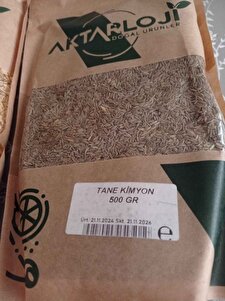 AKTARLOJİ
DOĞAL ÜRÜNLER
TANE KİMYON
500 GR
Ürt: 21.11.2024 Skt: 21.11.2026
e